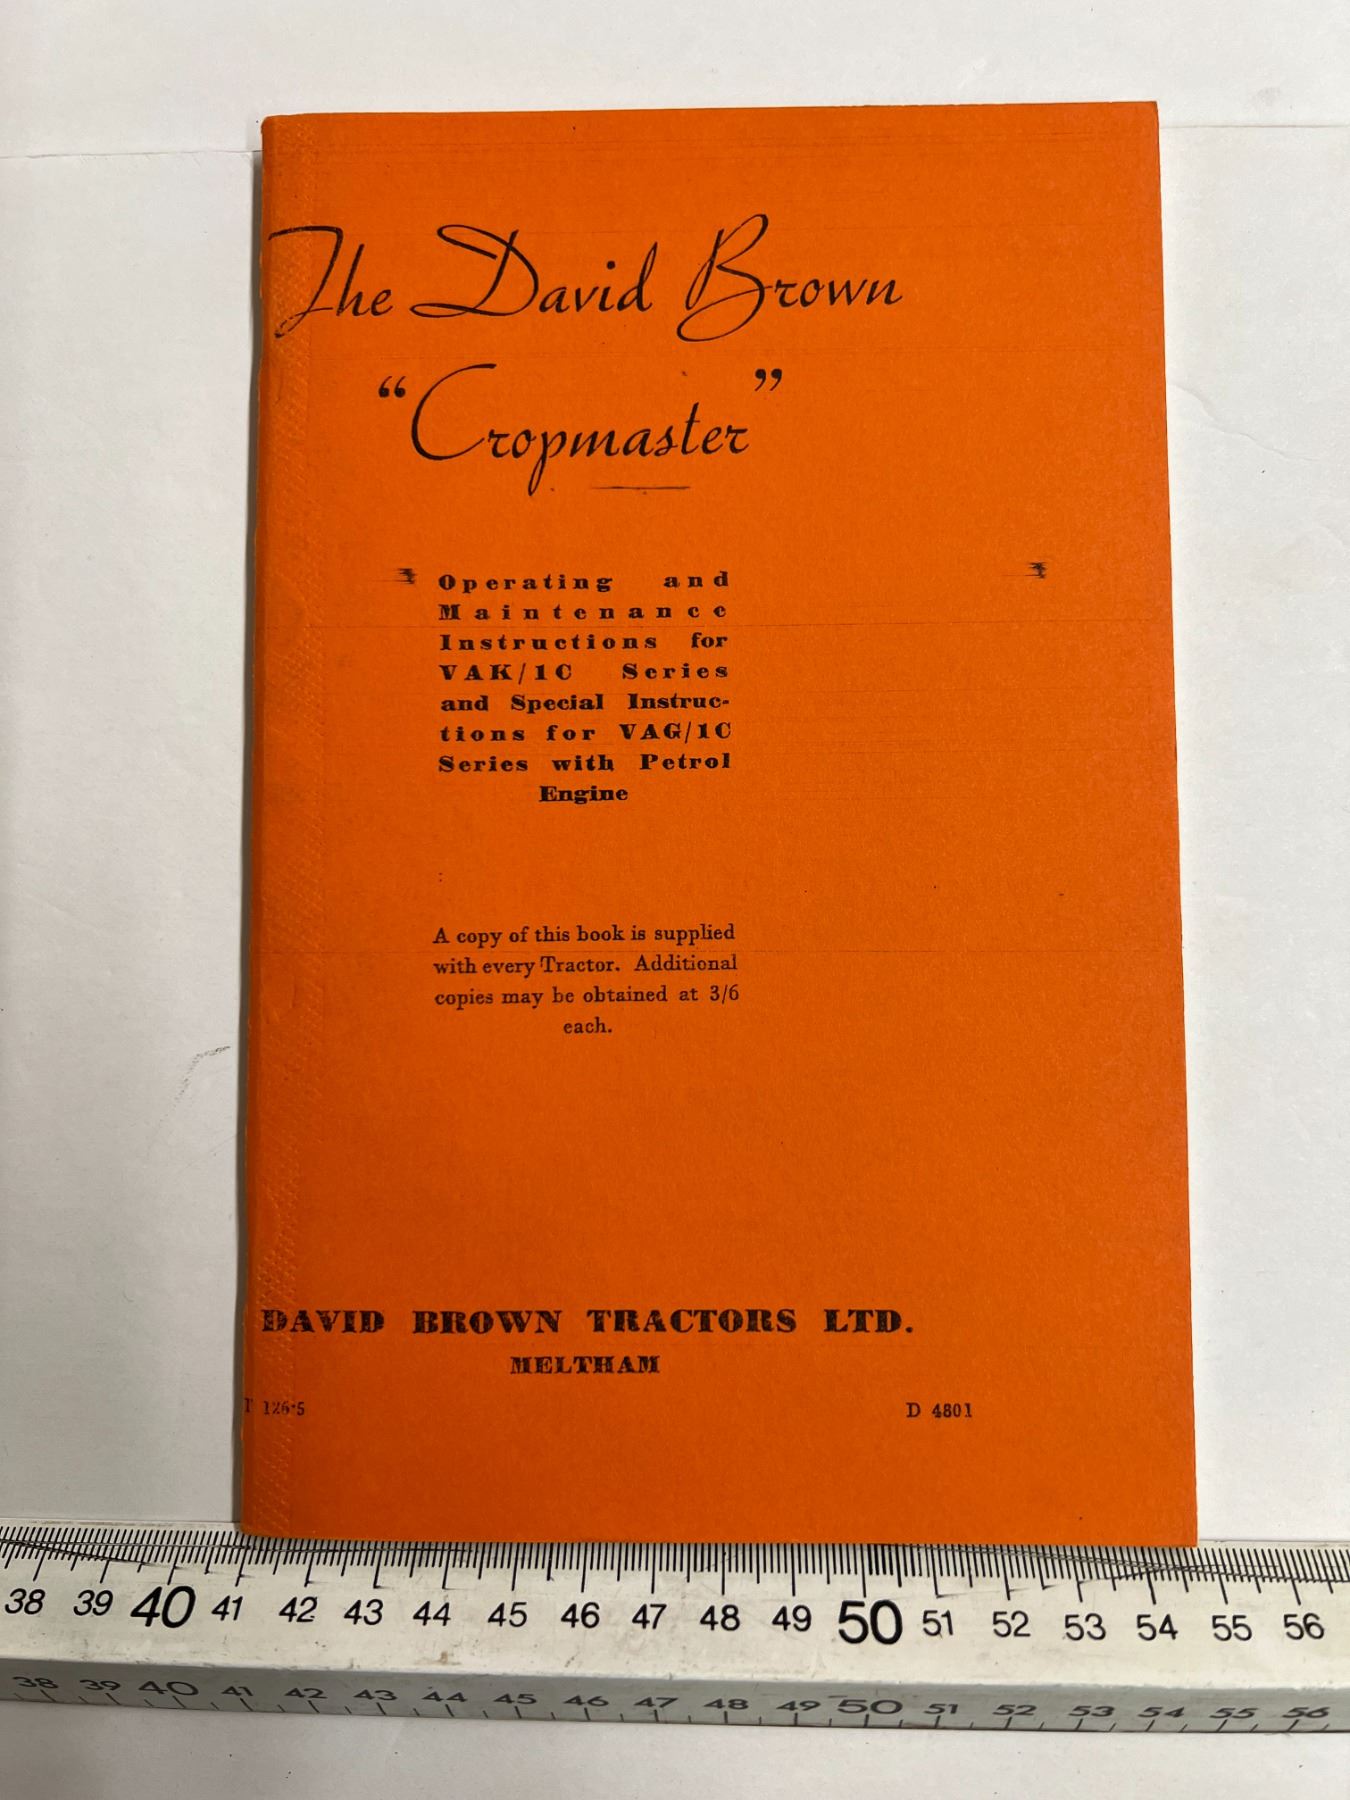 The David Brown
“Cropmaster”
Operating and
Maintenance
Instructions for
VAK/1C Series
and Special Instruc-
tions for VAG/1C
Series with Petrol
Engine
A copy of this book is supplied
with every Tractor. Additional
copies may be obtained at 3/6
each.
DAVID BROWN TRACTORS LTD.
MELTHAM
126·5 D 4801
38 39 40 41 42 43 44 45 46 47 48 49 50 51 52 53 54 55 56
38 39 40 41 42 43 44 45 46 47 48 49 50 51 52 53 54 55 56